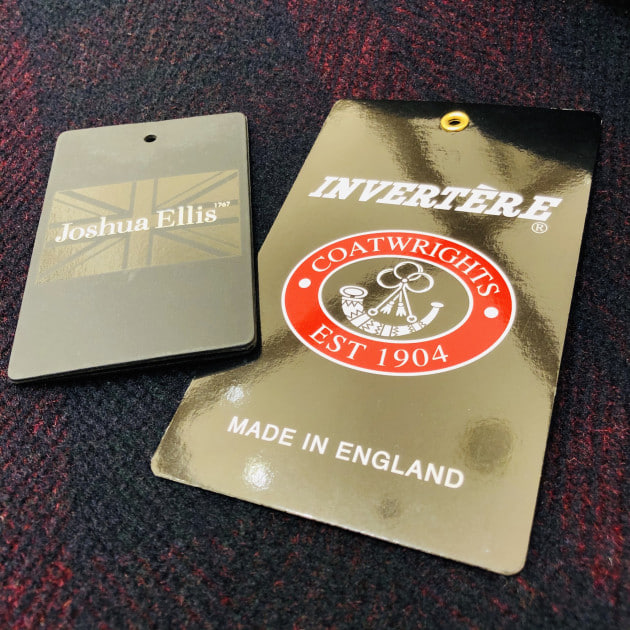 Joshua Ellis 1767
INVERTÈRE ®
COATWRIGHTS
EST 1904
MADE IN ENGLAND